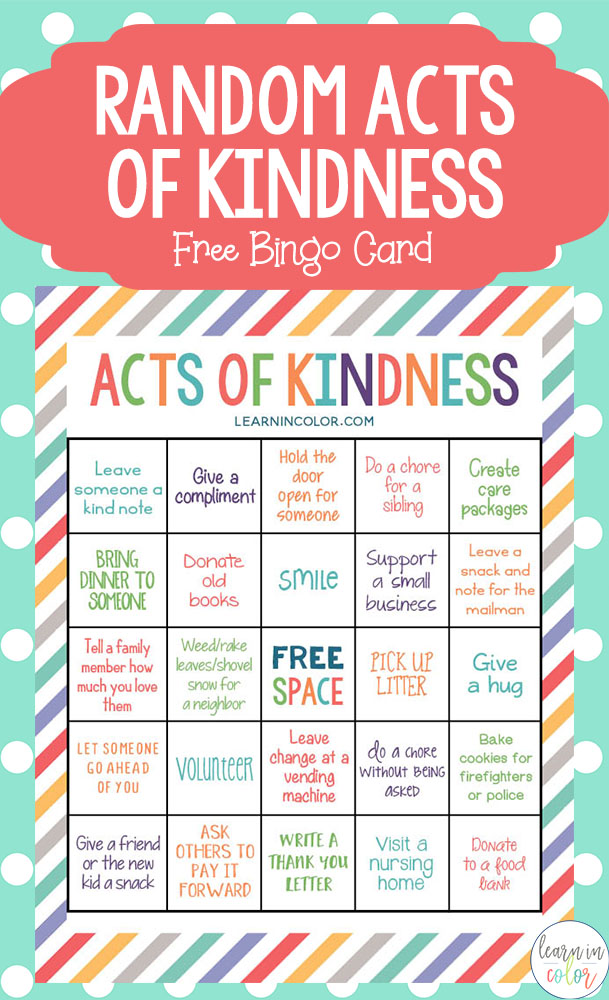 RANDOM ACTS
OF KINDNESS
Free Bingo Card
ACTS OF KINDNESS
LEARNINCOLOR.COM
Leave
someone a
kind note
Give a
compliment
Hold the
door
open for
someone
Do a chore
for a
sibling
Create
care
packages
BRING
DINNER TO
SOMEONE
Donate
old
books
SMILE
Support
a small
business
Leave a
snack and
note for the
mailman
Tell a family
member how
much you love
them
Weed/rake
leaves/shovel
snow for
a neighbor
FREE
SPACE
PICK UP
LITTER
Give
a hug
LET SOMEONE
GO AHEAD
OF YOU
VOLUNTEER
Leave
change at a
vending
machine
do a chore
without being
asked
Bake
cookies for
firefighters
or police
Give a friend
or the new
kid a snack
ASK
OTHERS TO
PAY IT
FORWARD
WRITE A
THANK YOU
LETTER
Visit a
nursing
home
Donate
to a food
bank
learn in
color